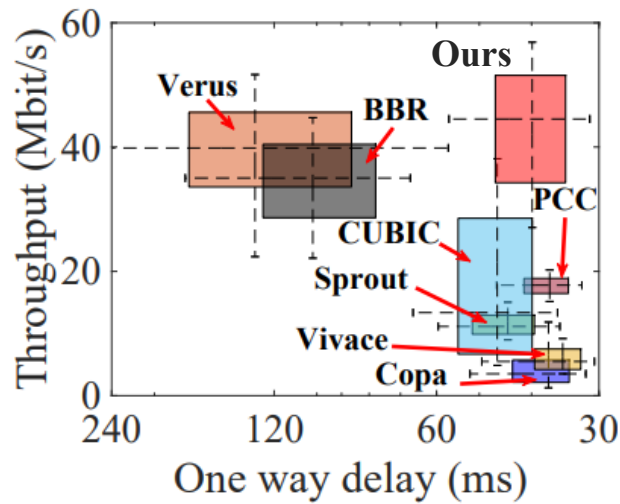 60
Ours
Verus
BBR
40
PCC
CUBIC
20
Sprout
Vivace
Copa
0
240 120 60 30
One way delay (ms)
Throughput (Mbit/s)